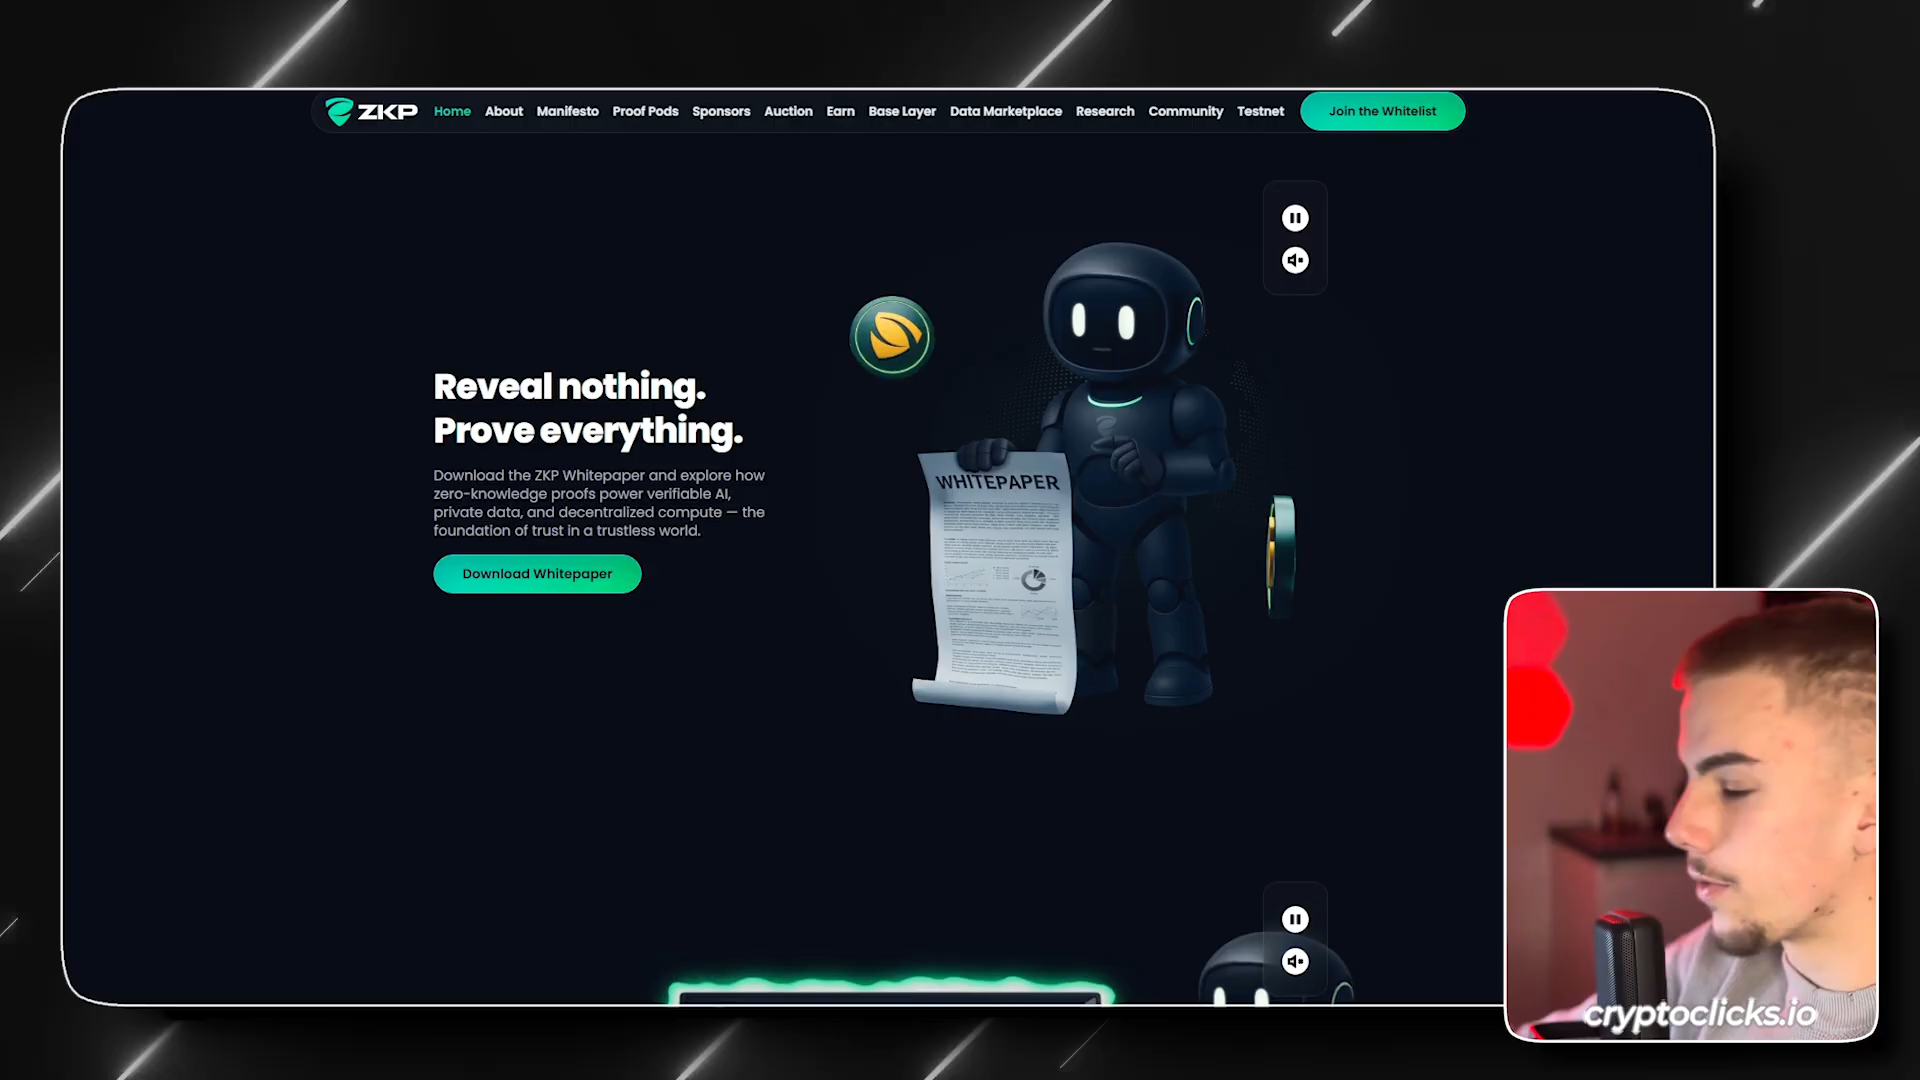 ZKP
Home About Manifesto Proof Pods Sponsors Auction Earn Base Layer Data Marketplace Research Community Testnet Join the Whitelist
Reveal nothing.
Prove everything.
Download the ZKP Whitepaper and explore how
zero-knowledge proofs power verifiable AI,
private data, and decentralized compute — the
foundation of trust in a trustless world.
Download Whitepaper
WHITEPAPER
cryptoclicks.io